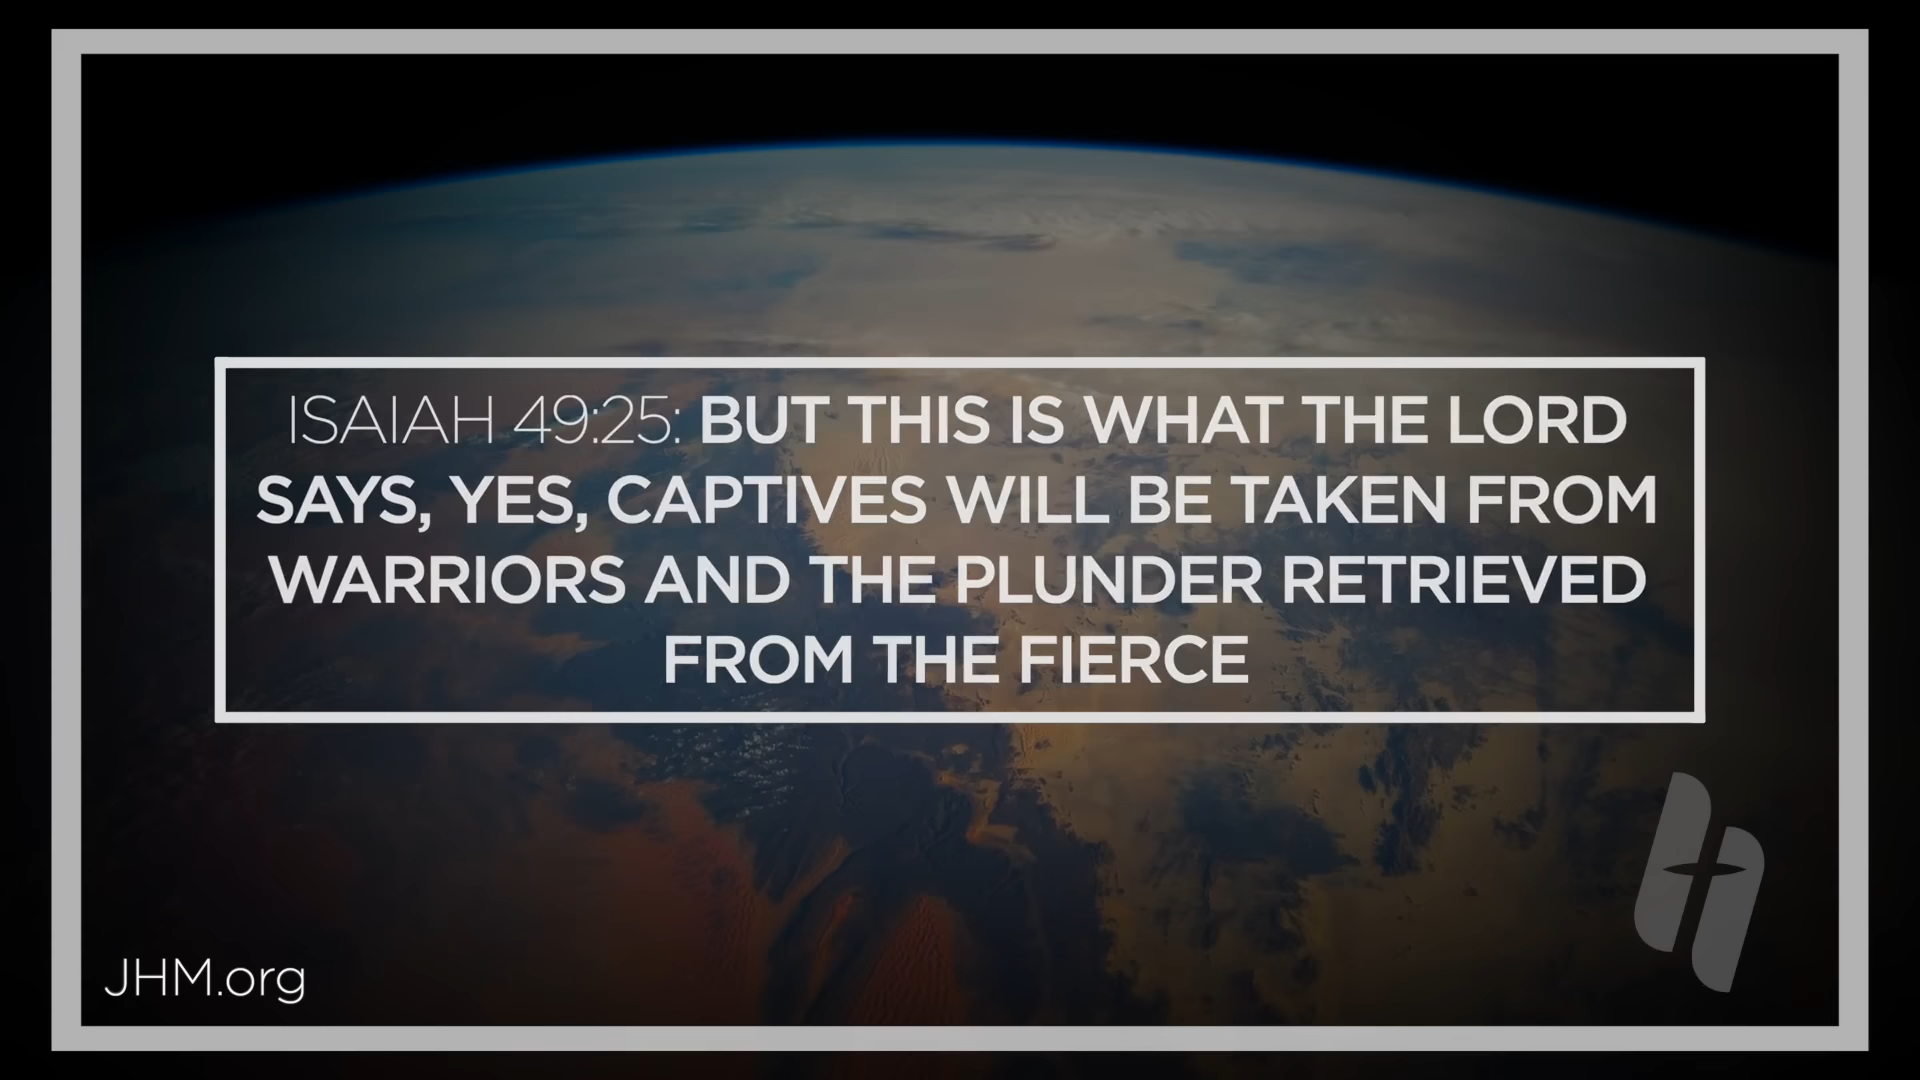 ISAIAH 49:25: BUT THIS IS WHAT THE LORD
SAYS, YES, CAPTIVES WILL BE TAKEN FROM
WARRIORS AND THE PLUNDER RETRIEVED
FROM THE FIERCE
JHM.org